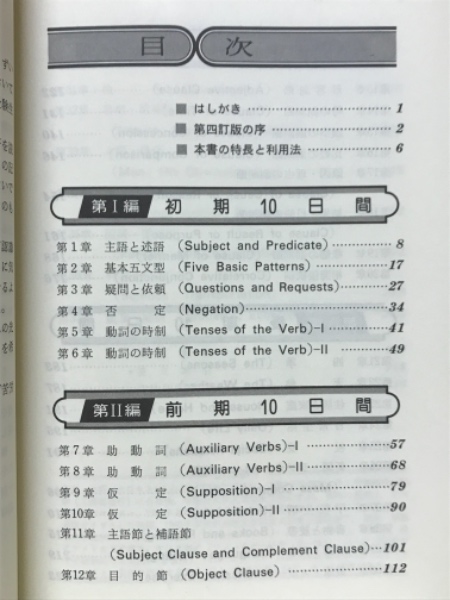 目次
■ はしがき …… 1
■ 第四訂版の序 …… 2
■ 本書の特長と利用法 …… 6
第Ⅰ編 初期10日間
第1章 主語と述語 (Subject and Predicate) …… 8
第2章 基本五文型 (Five Basic Patterns) …… 17
第3章 疑問と依頼 (Questions and Requests) …… 27
第4章 否定 (Negation) …… 34
第5章 動詞の時制 (Tenses of the Verb)-I …… 41
第6章 動詞の時制 (Tenses of the Verb)-II …… 49
第II編 前期10日間
第7章 助動詞 (Auxiliary Verbs)-I …… 57
第8章 助動詞 (Auxiliary Verbs)-II …… 68
第9章 仮定 (Supposition)-I …… 79
第10章 仮定 (Supposition)-II …… 90
第11章 主語節と補語節
(Subject Clause and Complement Clause) … 101
第12章 目的節 (Object Clause) …… 112